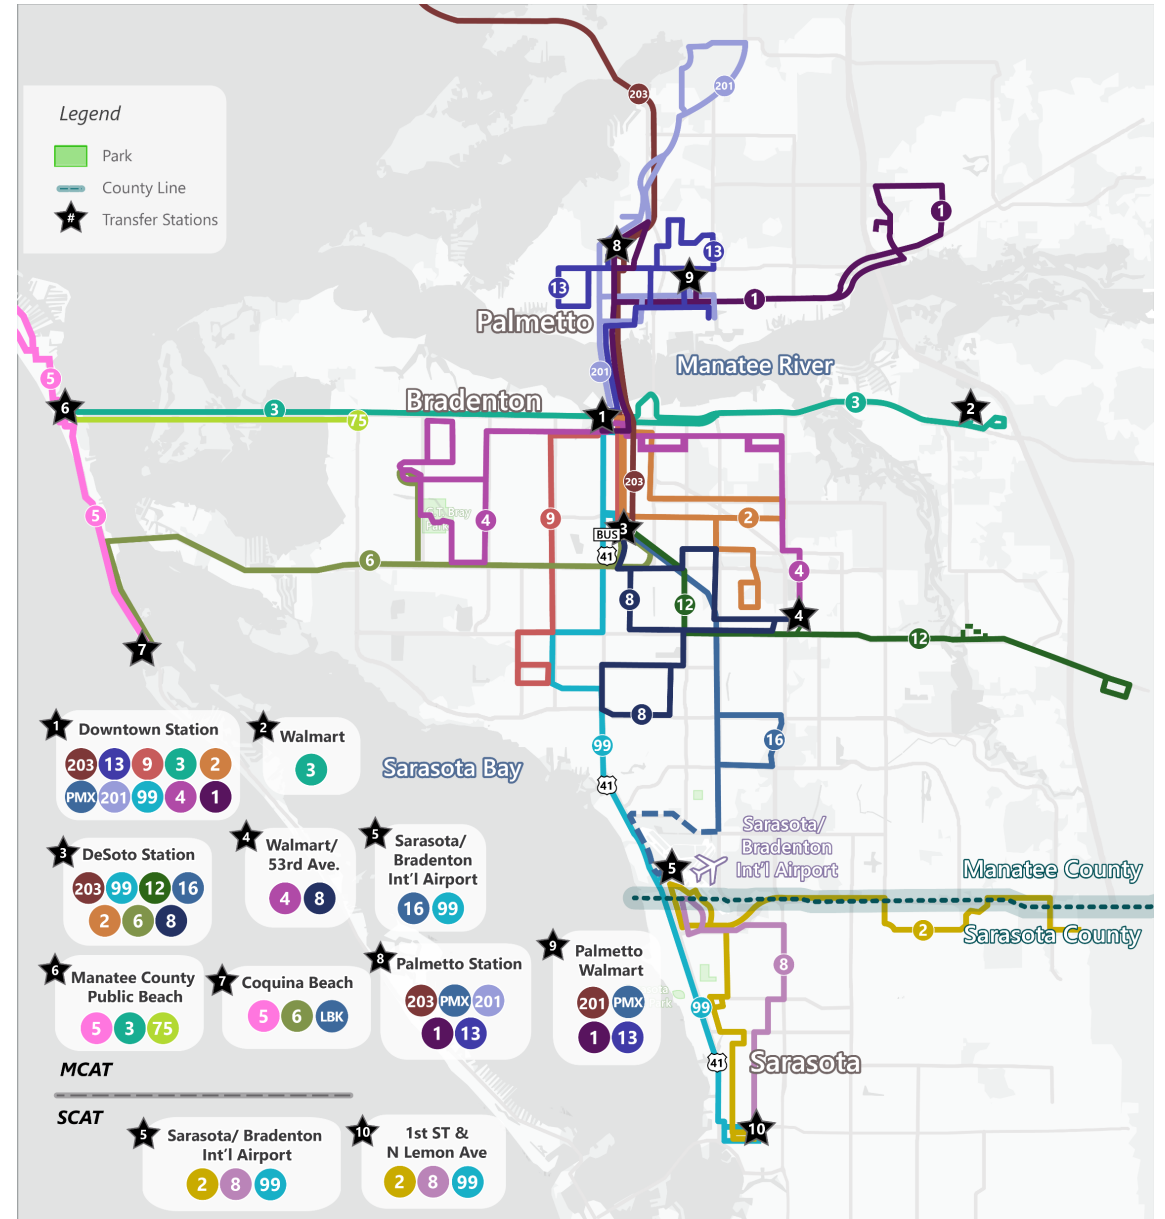 Legend
Park
County Line
# Transfer Stations
203
201
1
8
13
9
13
1
Palmetto
Manatee River
201
5
6
3
75
Bradenton
1
3
2
203
5
4
9
2
BUS
3
41
6
4
8
12
4
12
7
8
99
16
Sarasota Bay
41
Sarasota/
Bradenton
Int'l Airport
5
Manatee County
2
Sarasota County
8
99
41
Sarasota
10
1 Downtown Station
203 13 9 3 2
PMX 201 99 4 1
2 Walmart
3
3 DeSoto Station
203 99 12 16
2 6 8
4 Walmart/
53rd Ave.
4 8
5 Sarasota/
Bradenton
Int'l Airport
16 99
6 Manatee County
Public Beach
5 3 75
7 Coquina Beach
5 6 LBK
8 Palmetto Station
203 PMX 201
1 13
9 Palmetto
Walmart
201 PMX
1 13
MCAT
SCAT
5 Sarasota/ Bradenton
Int'l Airport
2 8 99
10 1st ST &
N Lemon Ave
2 8 99